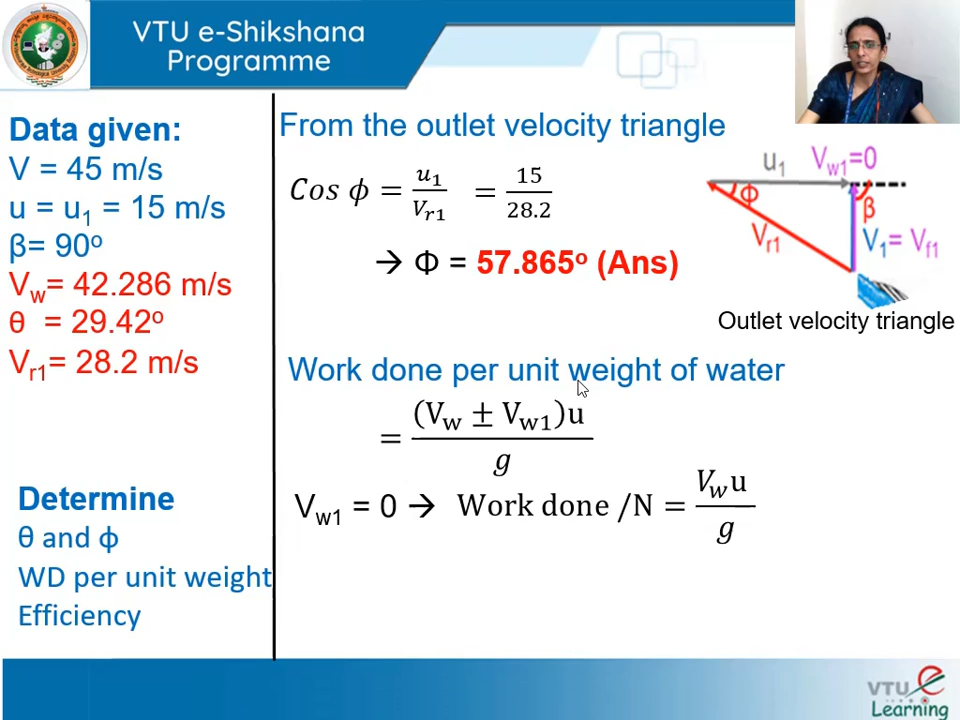 VTU e-Shikshana
Programme
Data given:
V = 45 m/s
u = u₁ = 15 m/s
β= 90º
V_w= 42.286 m/s
θ = 29.42º
V_r1= 28.2 m/s
Determine
θ and ϕ
WD per unit weight
Efficiency
From the outlet velocity triangle
Cos ϕ = u₁/V_r1 = 15/28.2
→ Φ = 57.865º (Ans)
u₁ V_w1=0
Φ
β
V_r1
V₁= V_f1
Outlet velocity triangle
Work done per unit weight of water
= (V_w ± V_w1)u/g
V_w1 = 0 → Work done /N = V_w u/g
VTU e
Learning